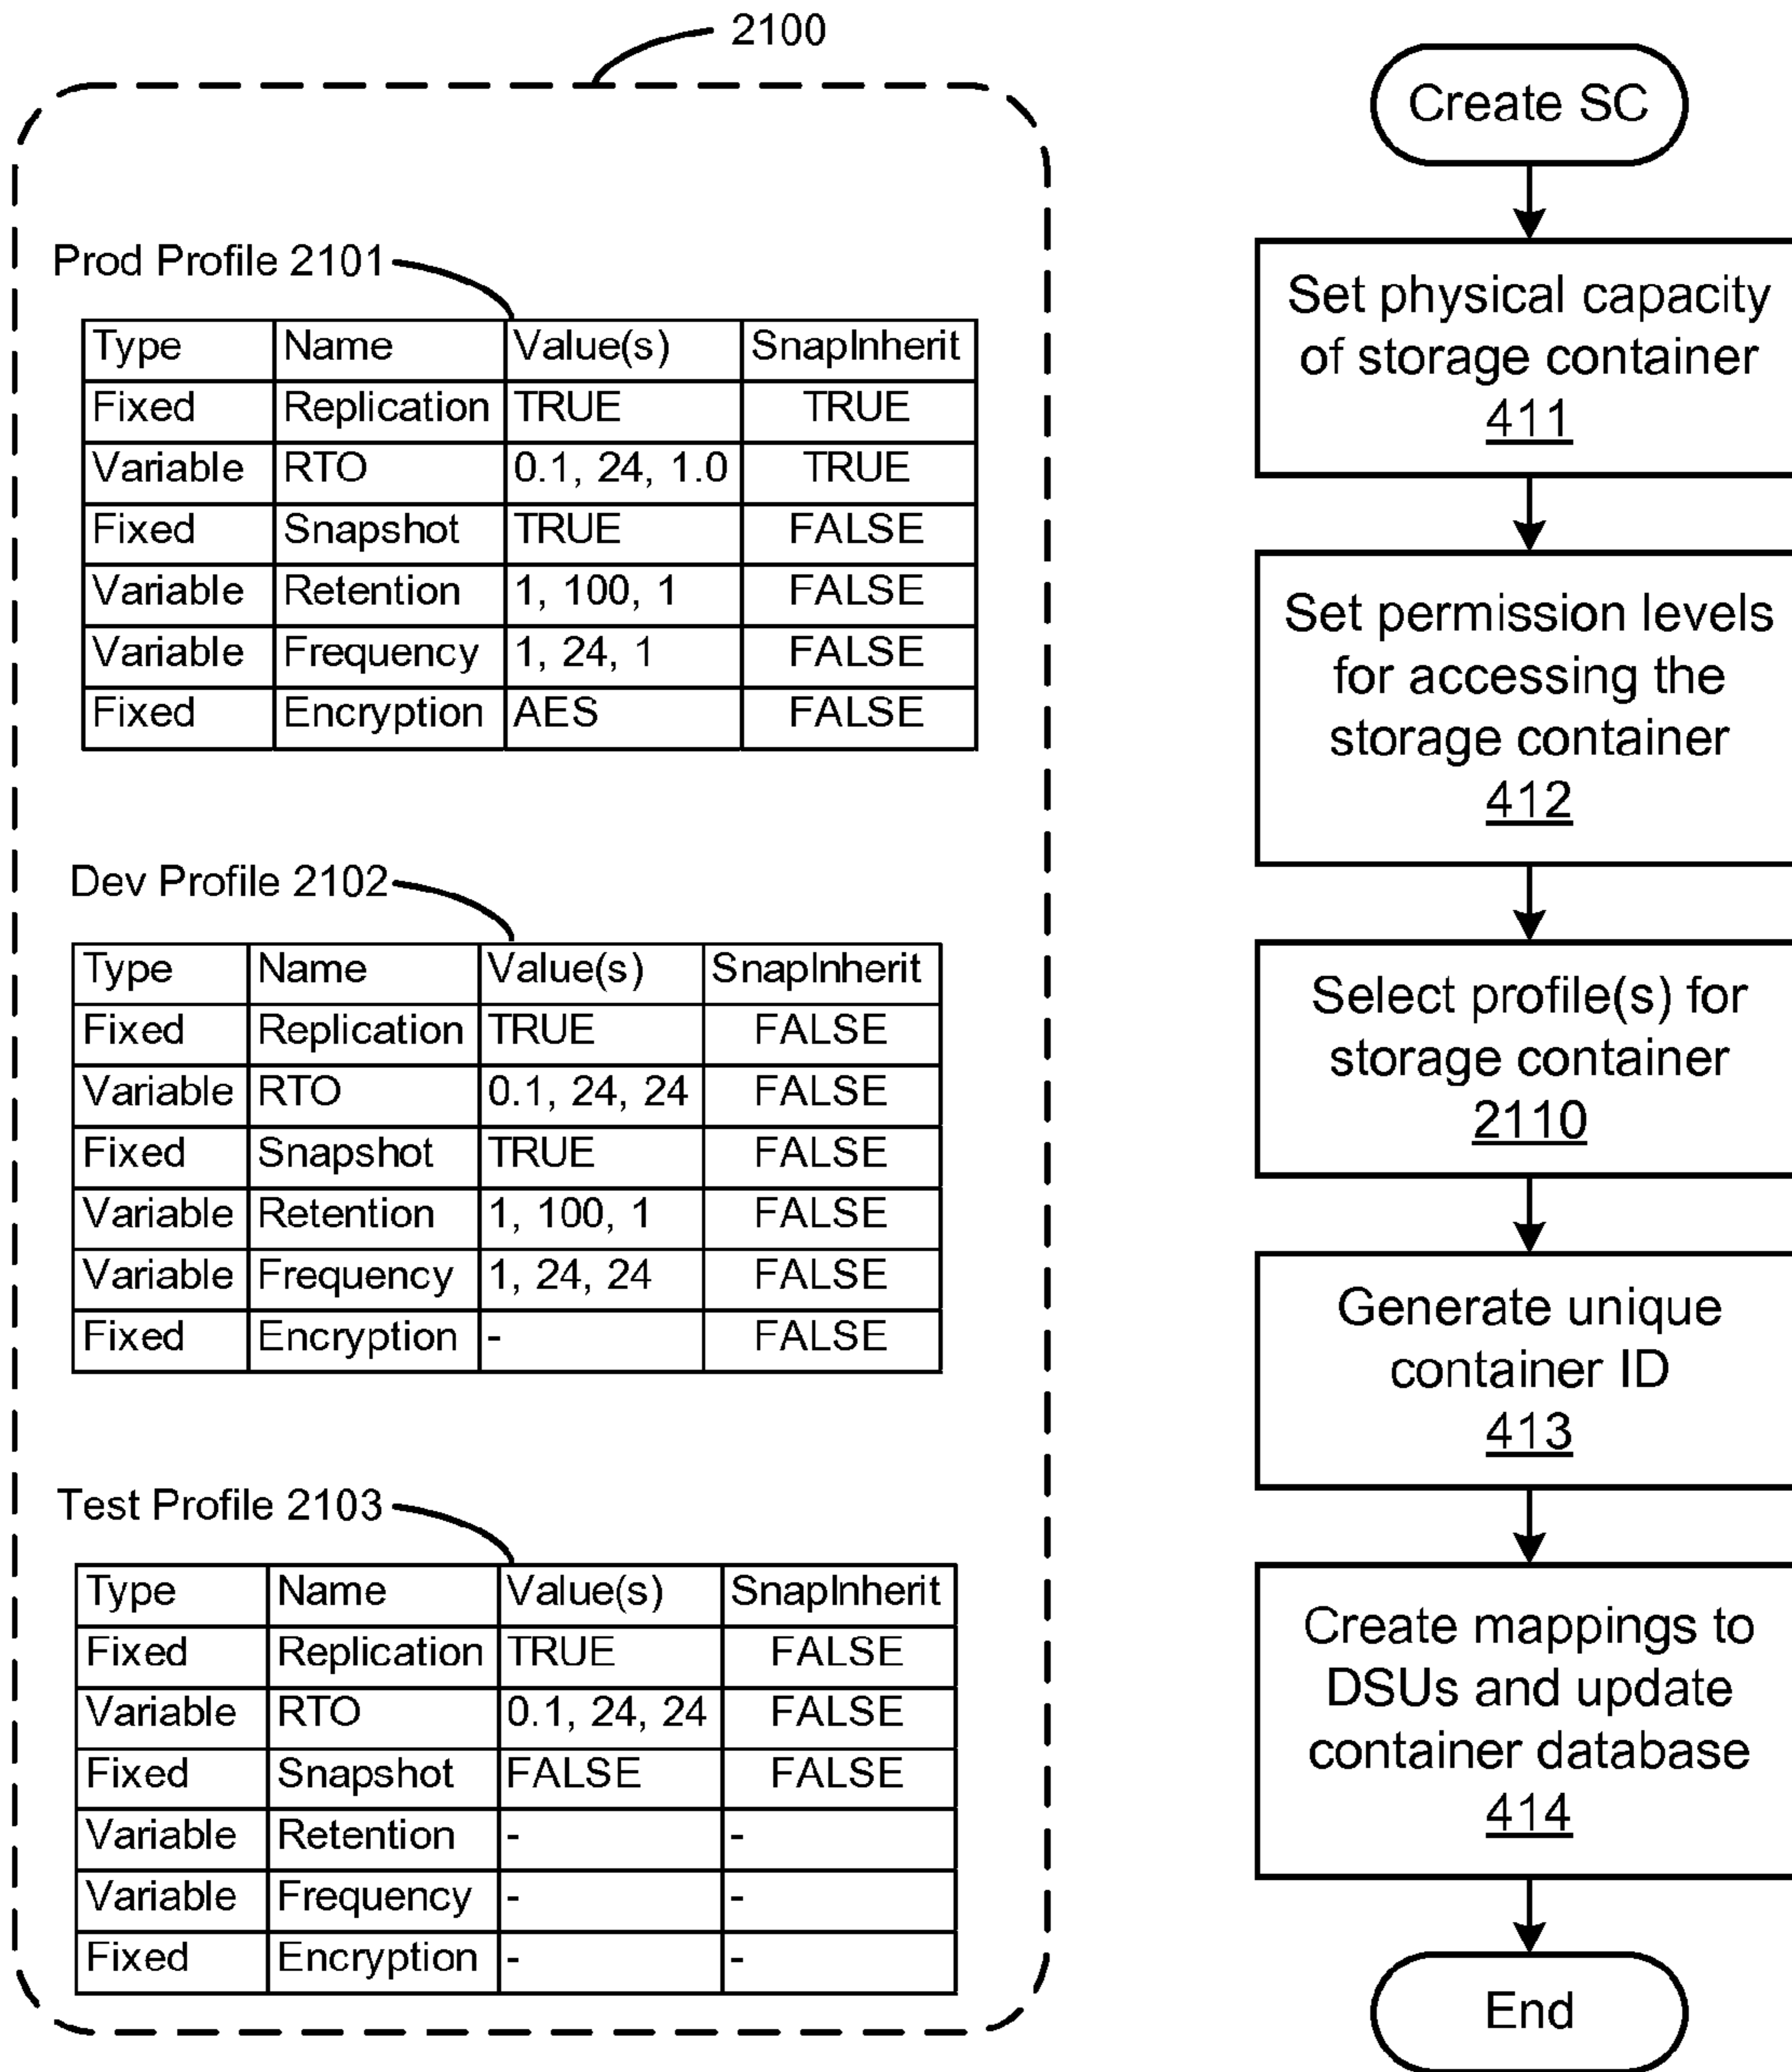 2100
Prod Profile 2101
Type Name Value(s) SnapInherit
Fixed Replication TRUE TRUE
Variable RTO 0.1, 24, 1.0 TRUE
Fixed Snapshot TRUE FALSE
Variable Retention 1, 100, 1 FALSE
Variable Frequency 1, 24, 1 FALSE
Fixed Encryption AES FALSE
Dev Profile 2102
Type Name Value(s) SnapInherit
Fixed Replication TRUE FALSE
Variable RTO 0.1, 24, 24 FALSE
Fixed Snapshot TRUE FALSE
Variable Retention 1, 100, 1 FALSE
Variable Frequency 1, 24, 24 FALSE
Fixed Encryption - FALSE
Test Profile 2103
Type Name Value(s) SnapInherit
Fixed Replication TRUE FALSE
Variable RTO 0.1, 24, 24 FALSE
Fixed Snapshot FALSE FALSE
Variable Retention - -
Variable Frequency - -
Fixed Encryption - -
Create SC
Set physical capacity
of storage container
411
Set permission levels
for accessing the
storage container
412
Select profile(s) for
storage container
2110
Generate unique
container ID
413
Create mappings to
DSUs and update
container database
414
End